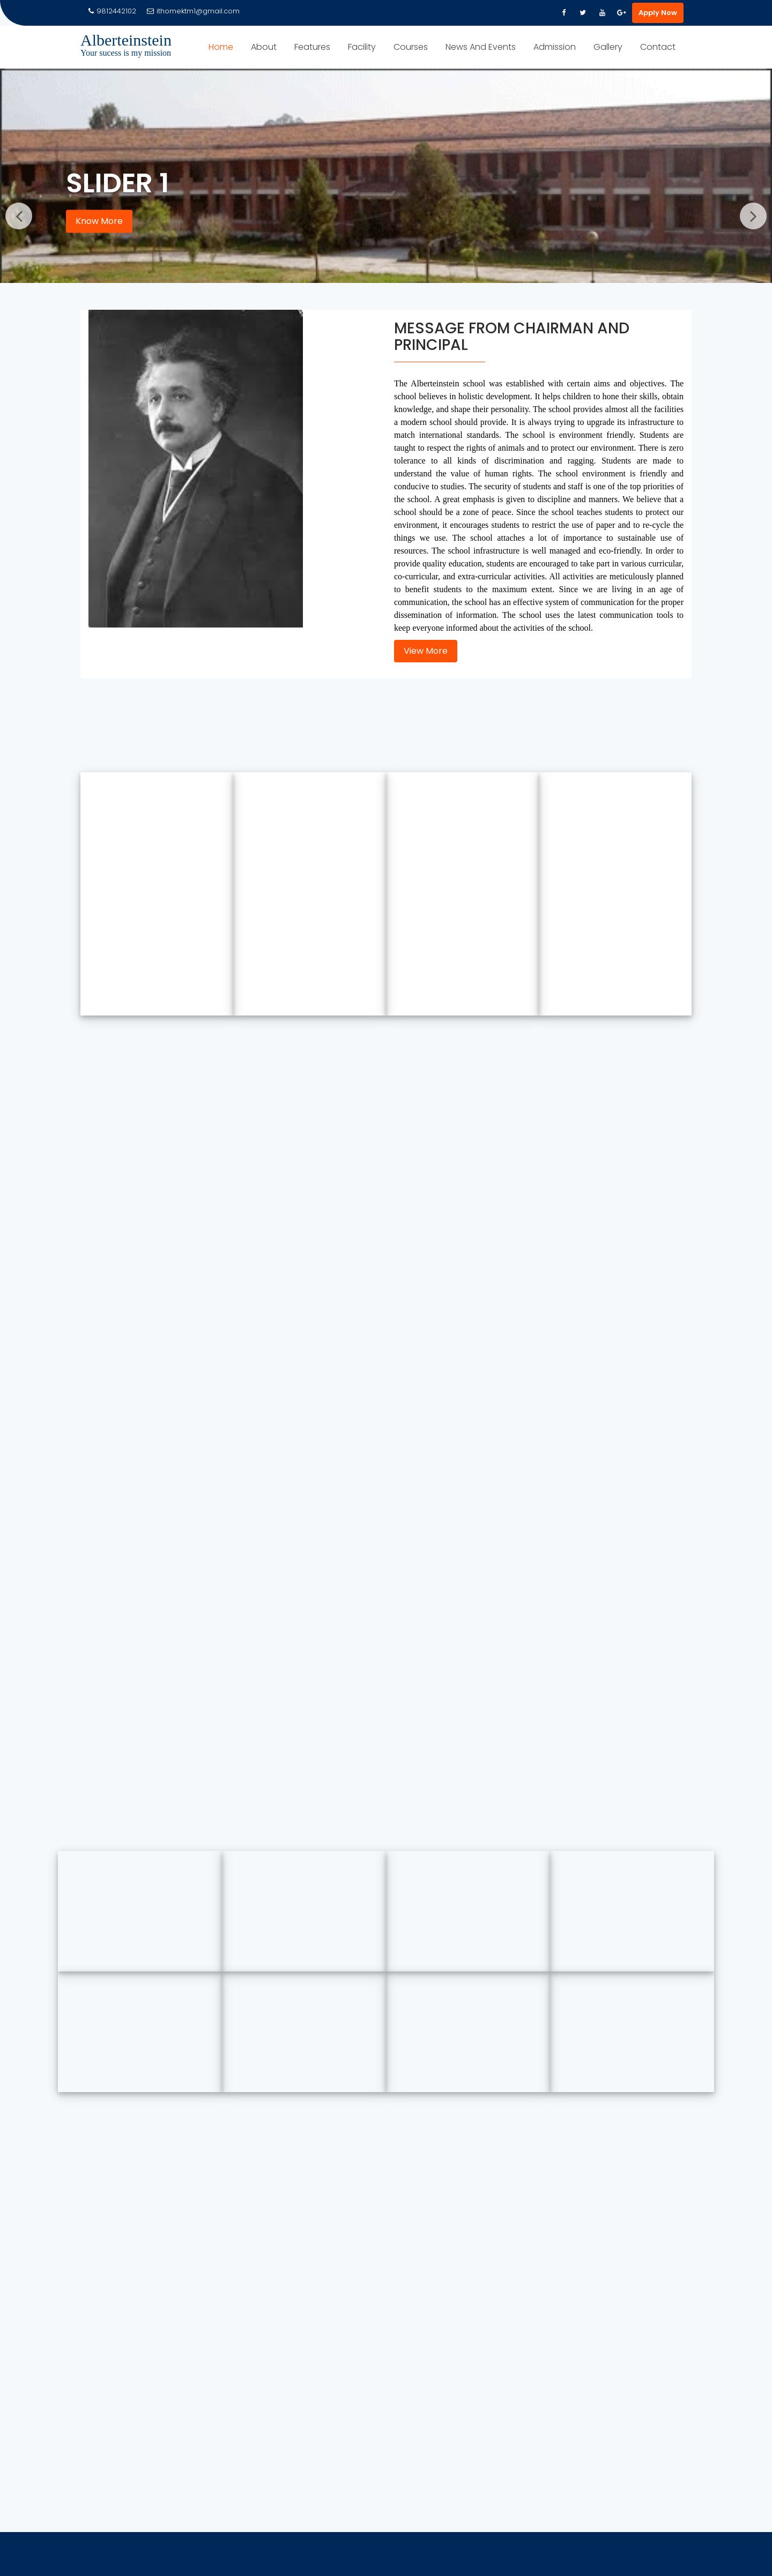 9812442102 ithomektm1@gmail.com Apply Now
Alberteinstein
Your sucess is my mission
Home About Features Facility Courses News And Events Admission Gallery Contact
SLIDER 1
Know More
MESSAGE FROM CHAIRMAN AND
PRINCIPAL
The Alberteinstein school was established with certain aims and objectives. The
school believes in holistic development. It helps children to hone their skills, obtain
knowledge, and shape their personality. The school provides almost all the facilities
a modern school should provide. It is always trying to upgrade its infrastructure to
match international standards. The school is environment friendly. Students are
taught to respect the rights of animals and to protect our environment. There is zero
tolerance to all kinds of discrimination and ragging. Students are made to
understand the value of human rights. The school environment is friendly and
conducive to studies. The security of students and staff is one of the top priorities of
the school. A great emphasis is given to discipline and manners. We believe that a
school should be a zone of peace. Since the school teaches students to protect our
environment, it encourages students to restrict the use of paper and to re-cycle the
things we use. The school attaches a lot of importance to sustainable use of
resources. The school infrastructure is well managed and eco-friendly. In order to
provide quality education, students are encouraged to take part in various curricular,
co-curricular, and extra-curricular activities. All activities are meticulously planned
to benefit students to the maximum extent. Since we are living in an age of
communication, the school has an effective system of communication for the proper
dissemination of information. The school uses the latest communication tools to
keep everyone informed about the activities of the school.
View More